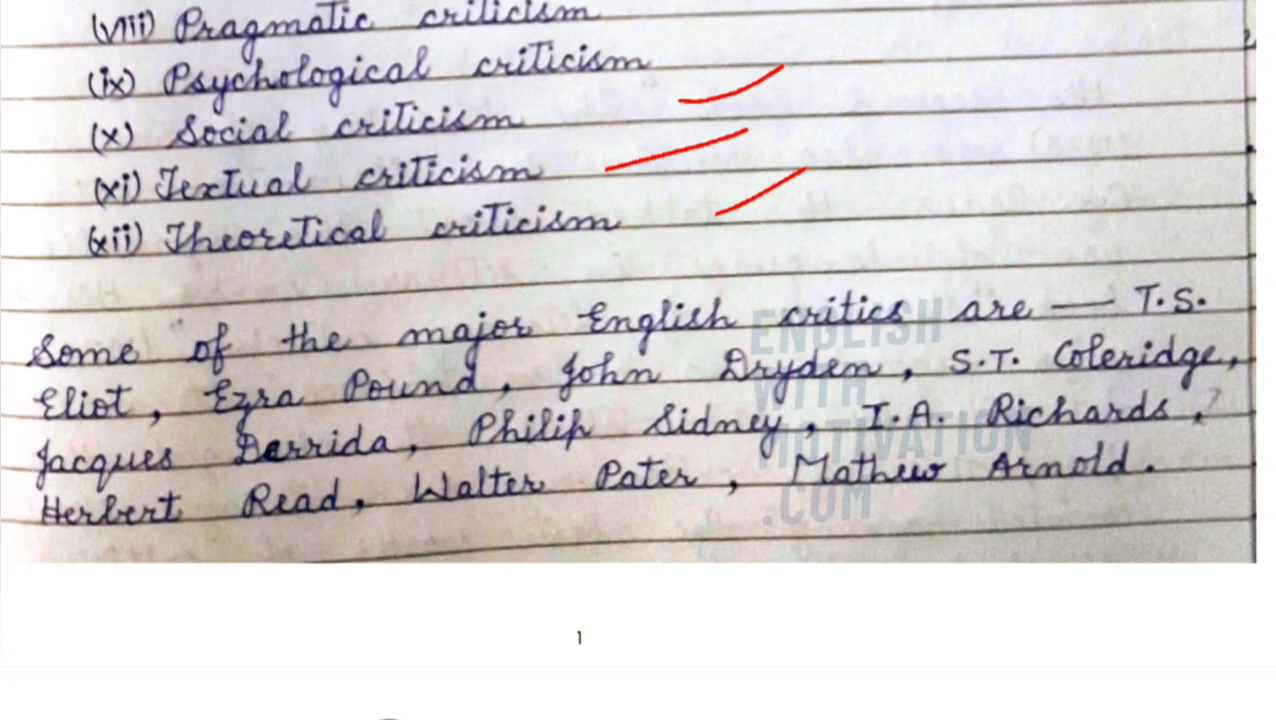 (viii) Pragmatic criticism
(ix) Psychological criticism
(x) Social criticism
(xi) Textual criticism
(xii) Theoretical criticism
Some of the major English critics are — T.S.
Eliot, Ezra Pound, John Dryden, S.T. Coleridge,
Jacques Derrida, Philip Sidney, I.A. Richards,
Herbert Read, Walter Pater, Mathew Arnold.
ENGLISH
WITH
MOTIVATION
.COM
1